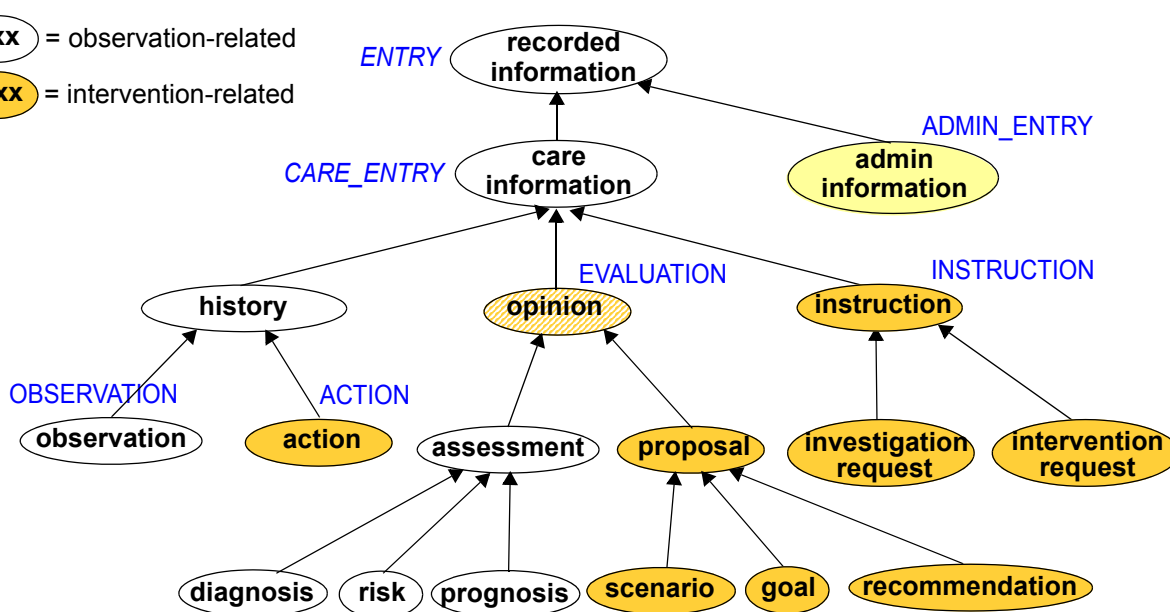 xx = observation-related
xx = intervention-related
ENTRY
recorded
information
ADMIN_ENTRY
admin
information
CARE_ENTRY
care
information
EVALUATION
INSTRUCTION
history
opinion
instruction
OBSERVATION
ACTION
observation
action
assessment
proposal
investigation
request
intervention
request
diagnosis
risk
prognosis
scenario
goal
recommendation